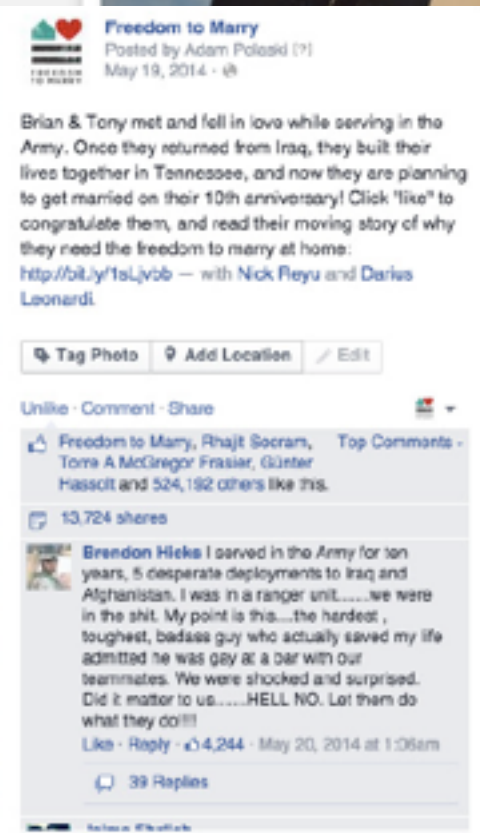 Freedom to Marry
Posted by Adam Polaski [?]
May 19, 2014 ·
FREEDOM
TO MARRY
Brian & Tony met and fell in love while serving in the
Army. Once they returned from Iraq, they built their
lives together in Tennessee, and now they are planning
to get married on their 10th anniversary! Click "like" to
congratulate them, and read their moving story of why
they need the freedom to marry at home:
— with Nick Reyu and Darius
Leonardi.
Tag Photo Add Location Edit
Unlike · Comment · Share
Freedom to Marry, Rhajit Socram, Top Comments
Torre A McGregor Frasier, Günter
Hassolt and 524,192 others like this.
13,724 shares
Brendon Hicks I served in the Army for ten
years, 5 desperate deployments to Iraq and
Afghanistan. I was in a ranger unit......we were
in the shit. My point is this....the hardest ,
toughest, badass guy who actually saved my life
admitted he was gay at a bar with our
teammates. We were shocked and surprised.
Did it matter to us......HELL NO. Let them do
what they do!!!!
Like · Reply · 4,244 · May 20, 2014 at 1:06am
39 Replies